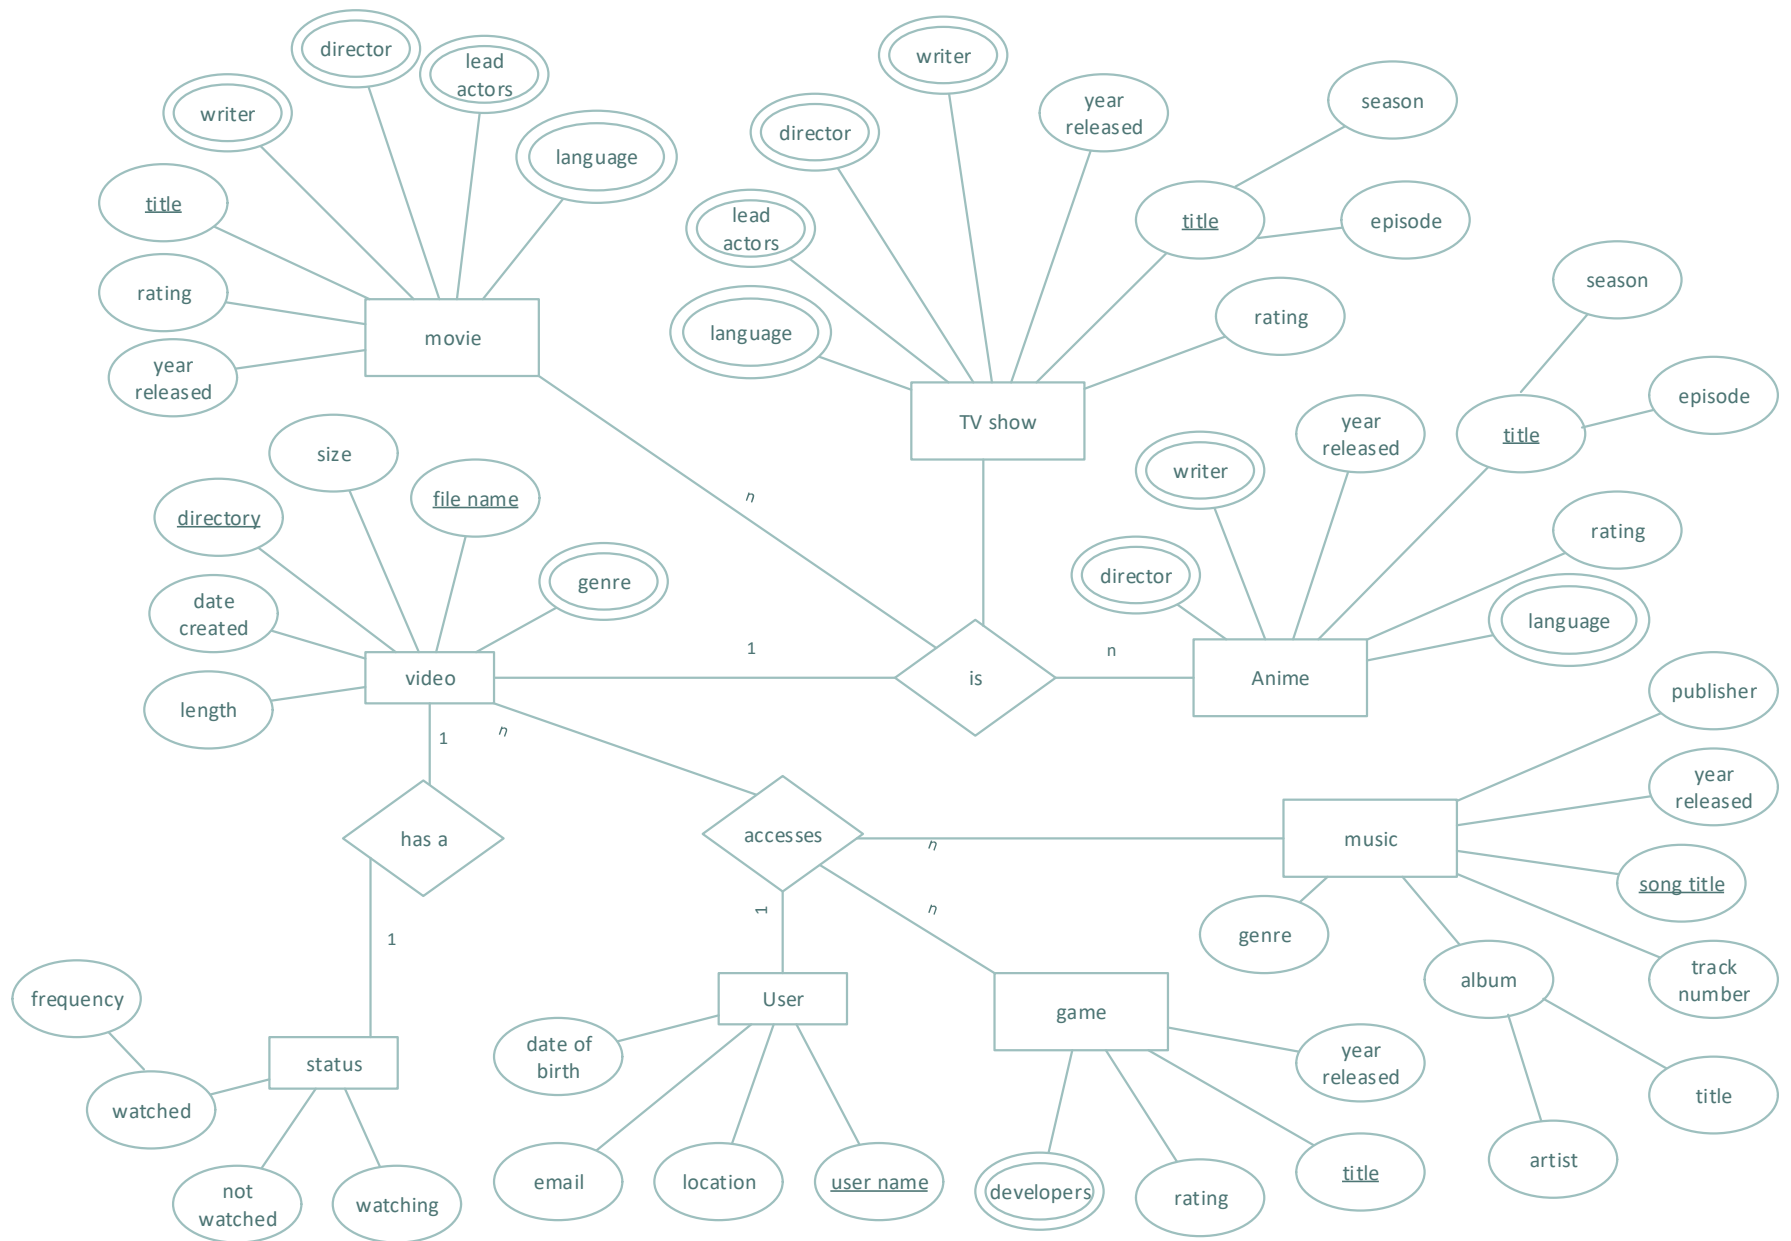 director
lead
actors
writer
language
title
rating
year
released
movie
writer
year
released
season
director
title
episode
lead
actors
language
rating
TV show
season
episode
year
released
title
writer
rating
director
language
Anime
n
size
file name
directory
genre
date
created
length
video
1
is
n
publisher
year
released
song title
track
number
music
genre
album
title
artist
1
n
has a
accesses
n
n
1
1
frequency
status
watched
not
watched
watching
User
date of
birth
email
location
user name
game
year
released
title
rating
developers